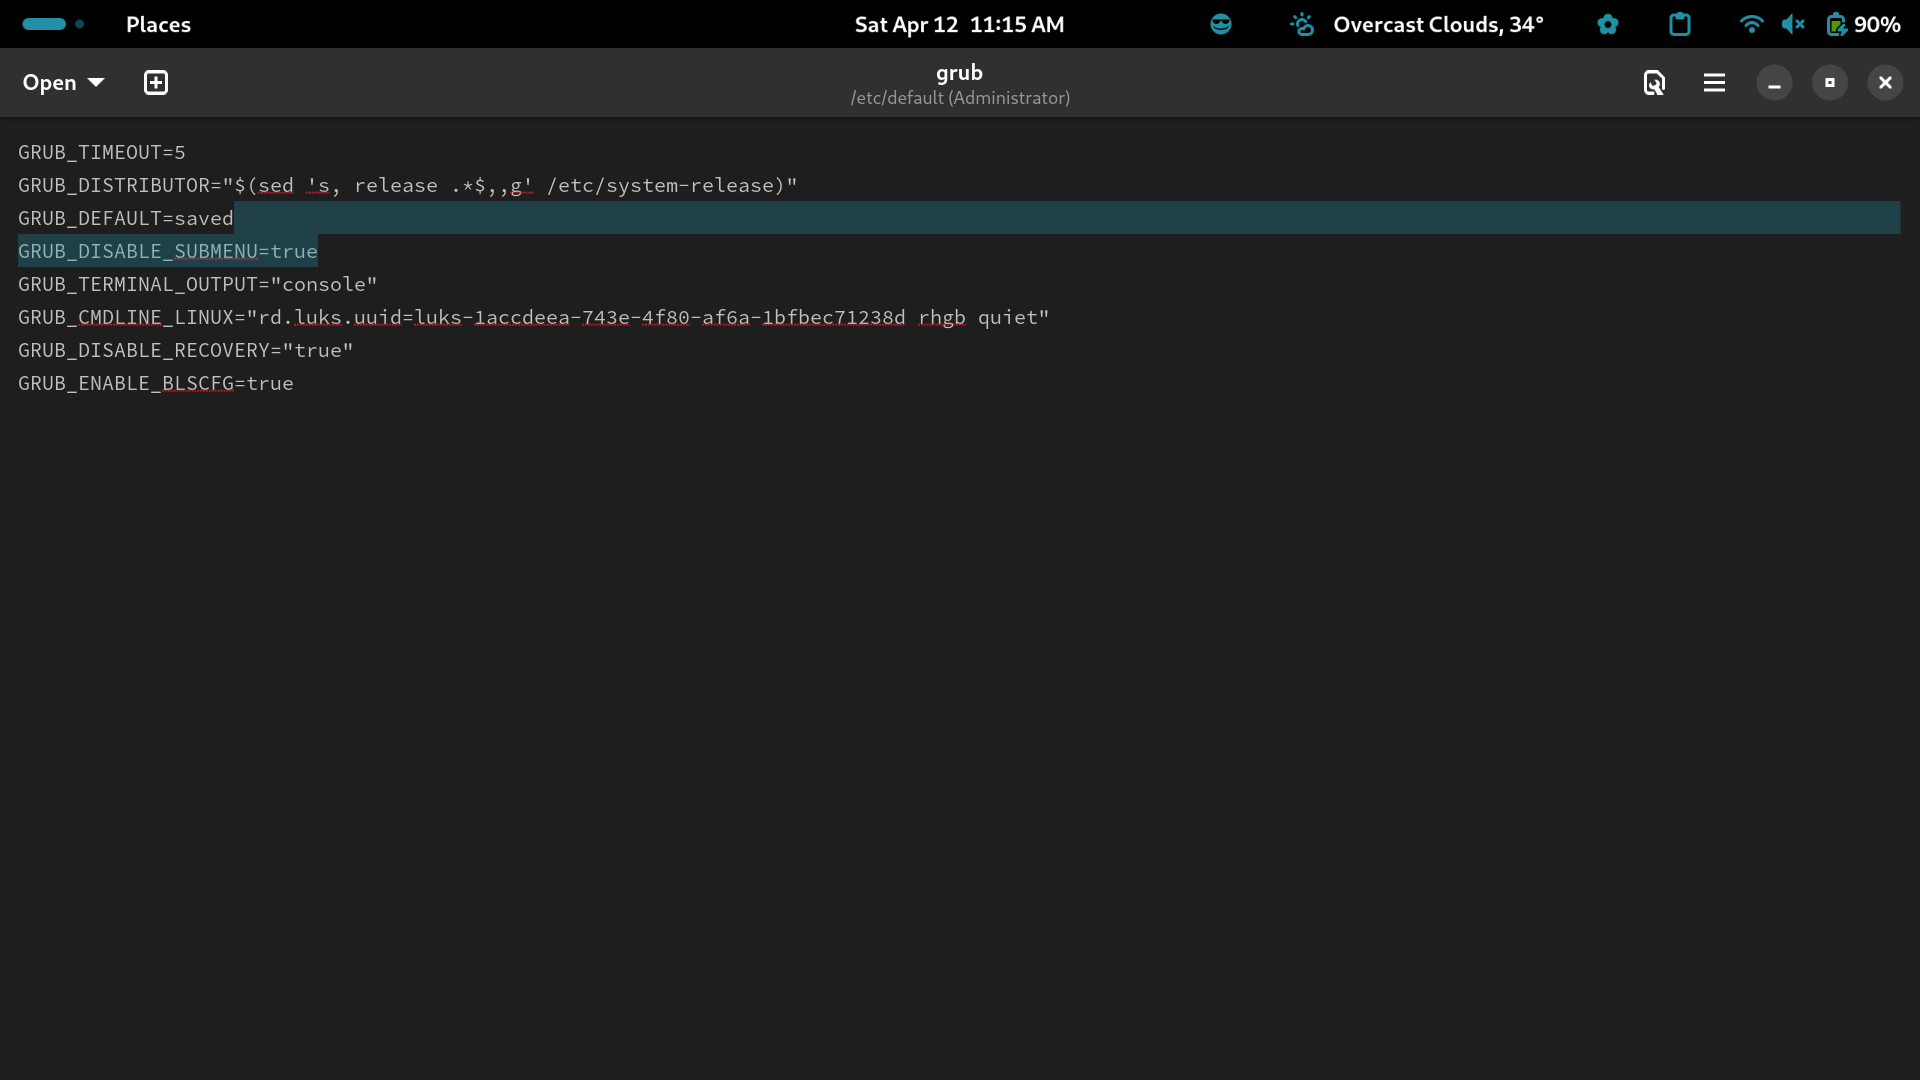 Places
Sat Apr 12 11:15 AM
Overcast Clouds, 34°
90%
Open
grub
/etc/default (Administrator)
GRUB_TIMEOUT=5
GRUB_DISTRIBUTOR="$(sed 's, release .*$,,g' /etc/system-release)"
GRUB_DEFAULT=saved
GRUB_DISABLE_SUBMENU=true
GRUB_TERMINAL_OUTPUT="console"
GRUB_CMDLINE_LINUX="rd.luks.uuid=luks-1accdeea-743e-4f80-af6a-1bfbec71238d rhgb quiet"
GRUB_DISABLE_RECOVERY="true"
GRUB_ENABLE_BLSCFG=true